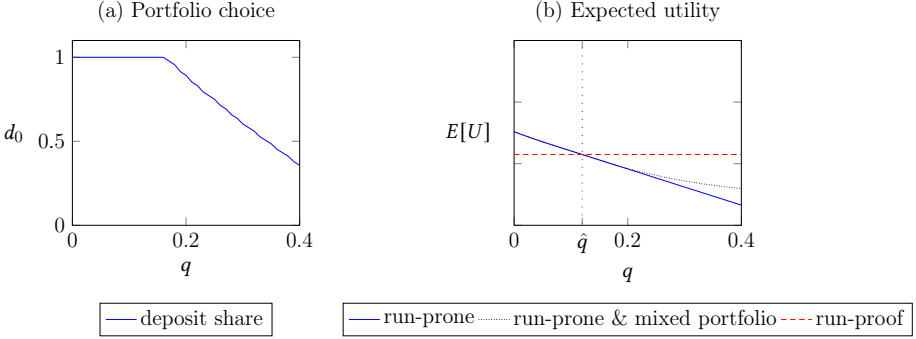 (a) Portfolio choice
1
0.5
0
d₀
0
0.2
0.4
q
deposit share
(b) Expected utility
E[U]
0
q̂
0.2
0.4
q
run-prone run-prone & mixed portfolio run-proof